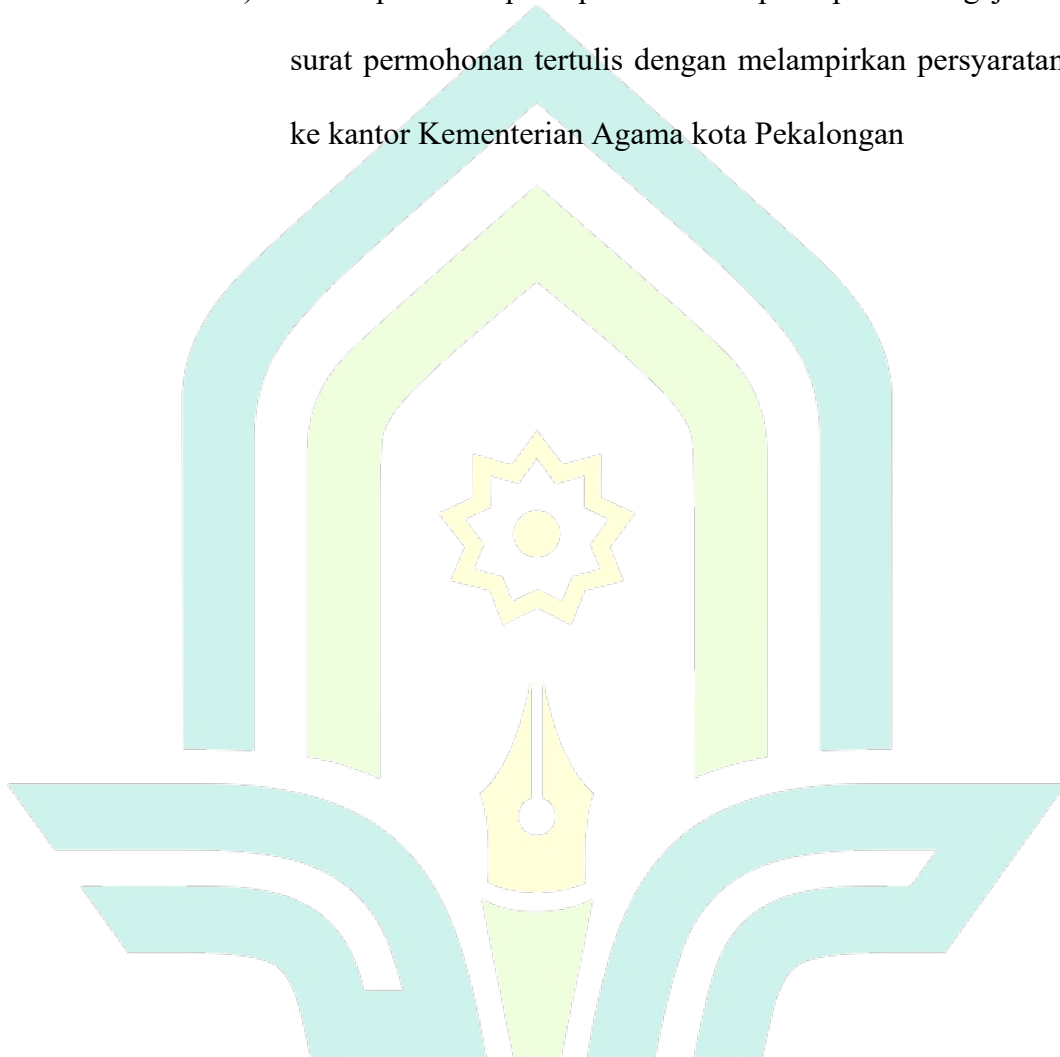 surat permohonan tertulis dengan melampirkan persyaratan
ke kantor Kementerian Agama kota Pekalongan